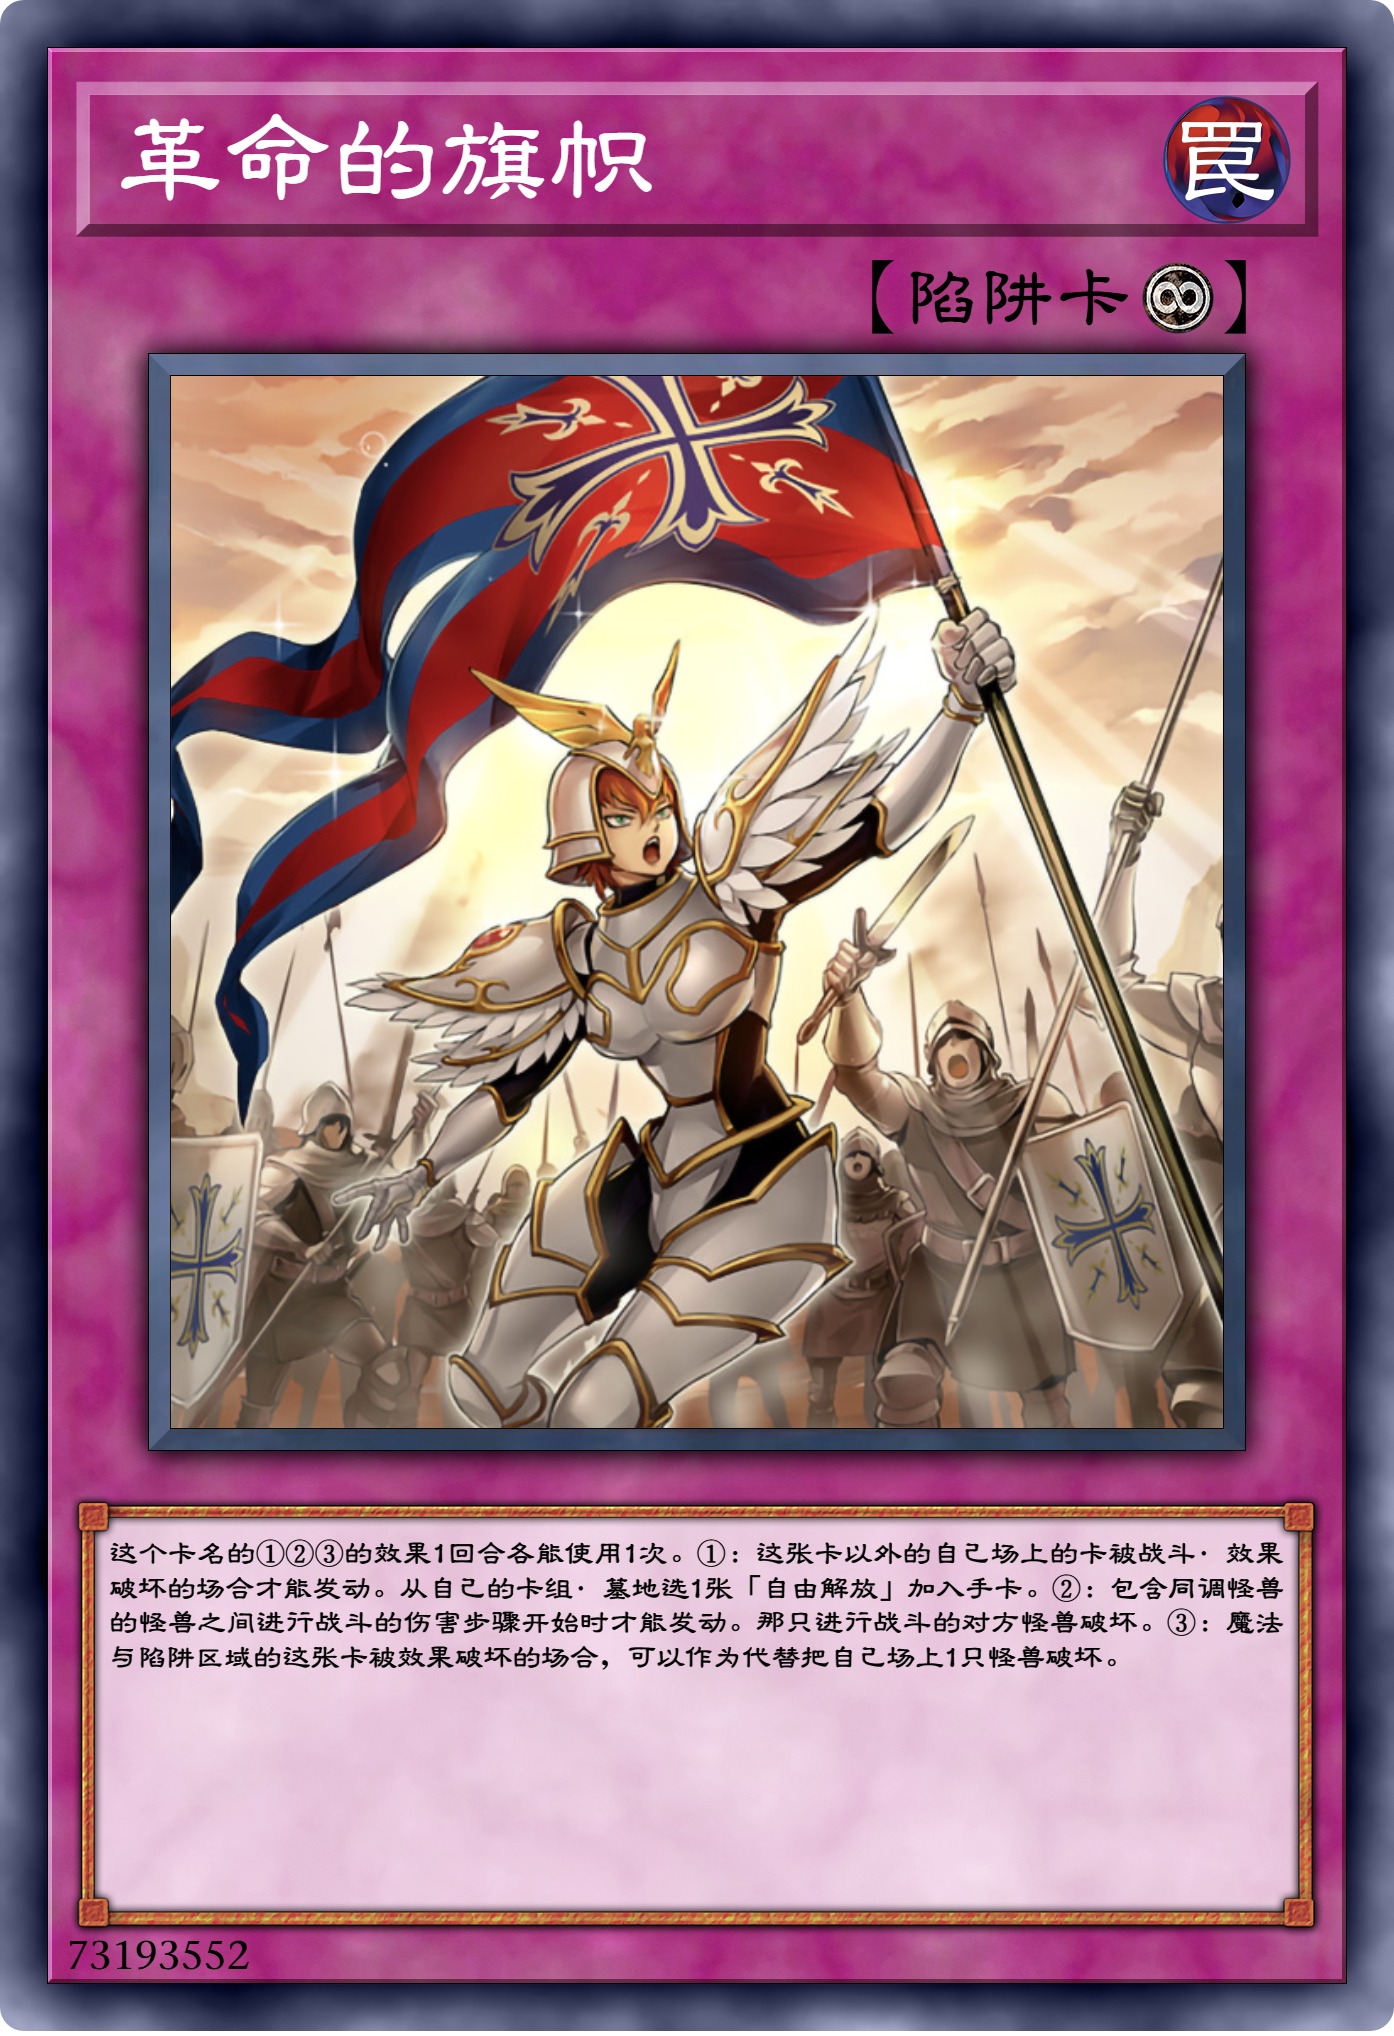 革命的旗帜
罠
【陷阱卡】
这个卡名的①②③的效果1回合各能使用1次。①：这张卡以外的自己场上的卡被战斗·效果
破坏的场合才能发动。从自己的卡组·墓地选1张「自由解放」加入手卡。②：包含同调怪兽
的怪兽之间进行战斗的伤害步骤开始时才能发动。那只进行战斗的对方怪兽破坏。③：魔法
与陷阱区域的这张卡被效果破坏的场合，可以作为代替把自己场上1只怪兽破坏。
73193552